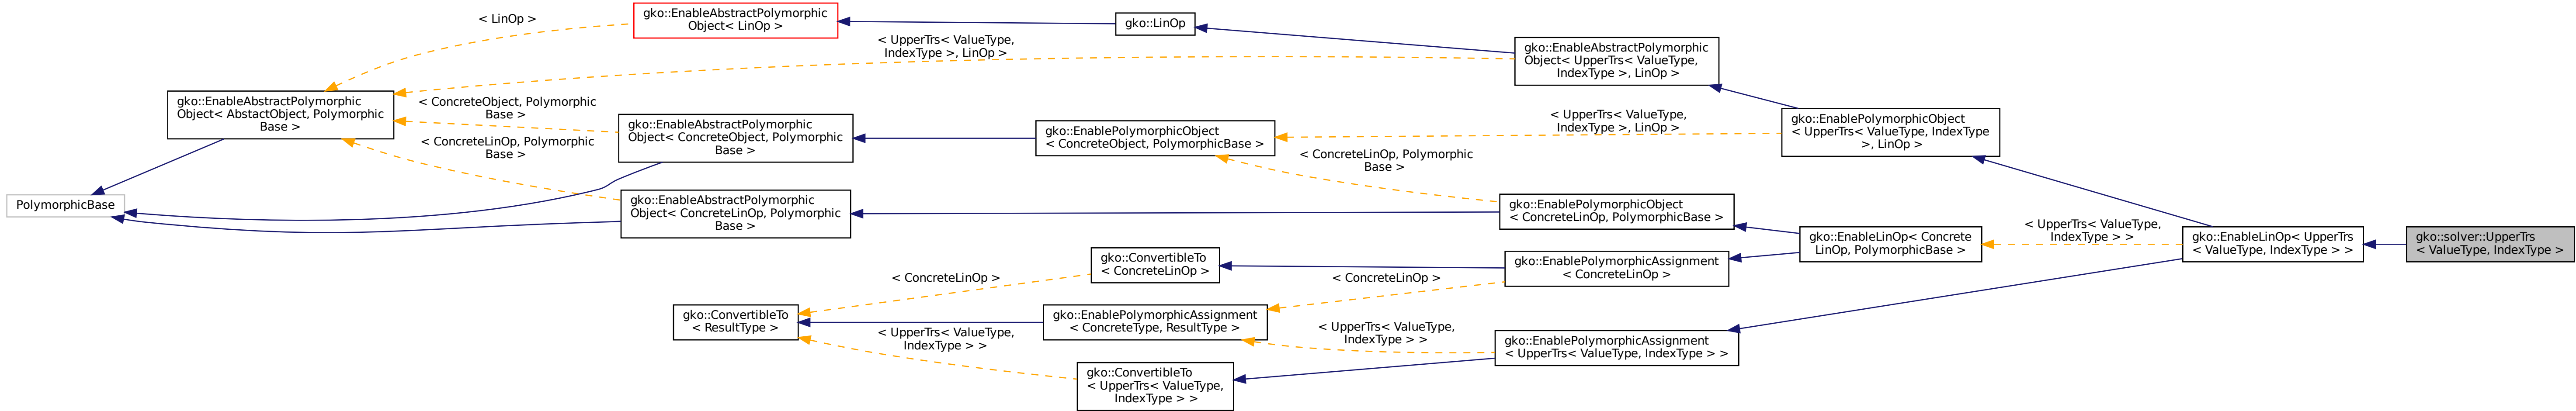 PolymorphicBase
gko::EnableAbstractPolymorphic
Object< AbstactObject, Polymorphic
Base >
< LinOp >
< UpperTrs< ValueType,
IndexType >, LinOp >
< ConcreteObject, Polymorphic
Base >
< ConcreteLinOp, Polymorphic
Base >
gko::EnableAbstractPolymorphic
Object< LinOp >
gko::EnableAbstractPolymorphic
Object< ConcreteObject, Polymorphic
Base >
gko::EnableAbstractPolymorphic
Object< ConcreteLinOp, Polymorphic
Base >
gko::ConvertibleTo
< ResultType >
gko::LinOp
gko::EnablePolymorphicObject
< ConcreteObject, PolymorphicBase >
< ConcreteLinOp >
< UpperTrs< ValueType,
IndexType > >
gko::ConvertibleTo
< ConcreteLinOp >
gko::EnablePolymorphicAssignment
< ConcreteType, ResultType >
gko::ConvertibleTo
< UpperTrs< ValueType,
IndexType > >
< UpperTrs< ValueType,
IndexType >, LinOp >
< ConcreteLinOp, Polymorphic
Base >
< ConcreteLinOp >
< UpperTrs< ValueType,
IndexType > >
gko::EnableAbstractPolymorphic
Object< UpperTrs< ValueType,
IndexType >, LinOp >
gko::EnablePolymorphicObject
< ConcreteLinOp, PolymorphicBase >
gko::EnablePolymorphicAssignment
< ConcreteLinOp >
gko::EnablePolymorphicAssignment
< UpperTrs< ValueType, IndexType > >
gko::EnablePolymorphicObject
< UpperTrs< ValueType, IndexType
>, LinOp >
gko::EnableLinOp< Concrete
LinOp, PolymorphicBase >
< UpperTrs< ValueType,
IndexType > >
gko::EnableLinOp< UpperTrs
< ValueType, IndexType > >
gko::solver::UpperTrs
< ValueType, IndexType >